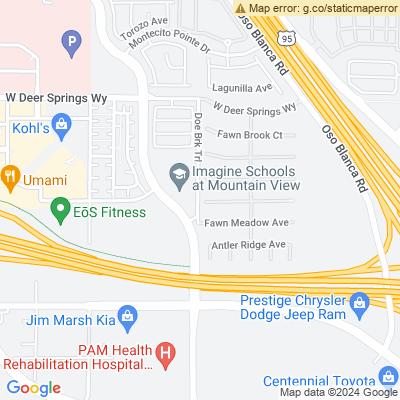 Map error: g.co/staticmaperror
Torozo Ave
Montecito Pointe Dr
Oso Blanca Rd
P
95
Lagunilla Ave
W Deer Springs Wy
W Deer Springs Wy
Kohl's
Doe Brk Trl
Fawn Brook Ct
Oso Blanca Rd
Imagine Schools
at Mountain View
Umami
EōS Fitness
Fawn Meadow Ave
Antler Ridge Ave
Prestige Chrysler
Dodge Jeep Ram
Jim Marsh Kia
PAM Health
Rehabilitation Hospital...
H
Centennial Toyota
Google
Map data ©2024 Google